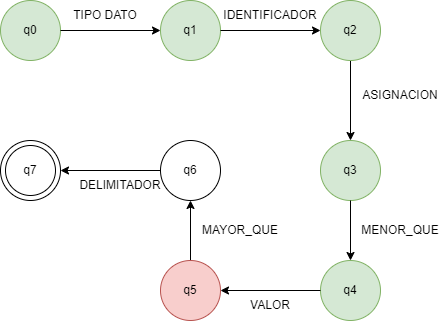 q0
TIPO DATO
q1
IDENTIFICADOR
q2
ASIGNACION
q3
MENOR_QUE
q4
VALOR
q5
MAYOR_QUE
q6
DELIMITADOR
q7